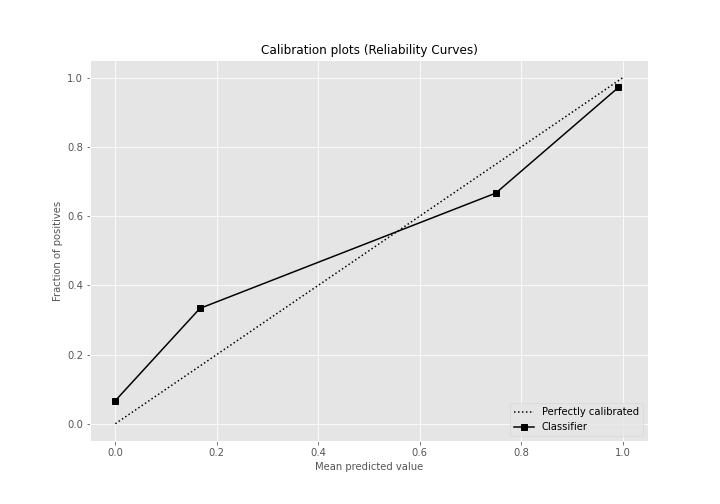 Calibration plots (Reliability Curves)
1.0
0.8
0.6
0.4
0.2
0.0
Fraction of positives
0.0 0.2 0.4 0.6 0.8 1.0
Mean predicted value
Perfectly calibrated
Classifier